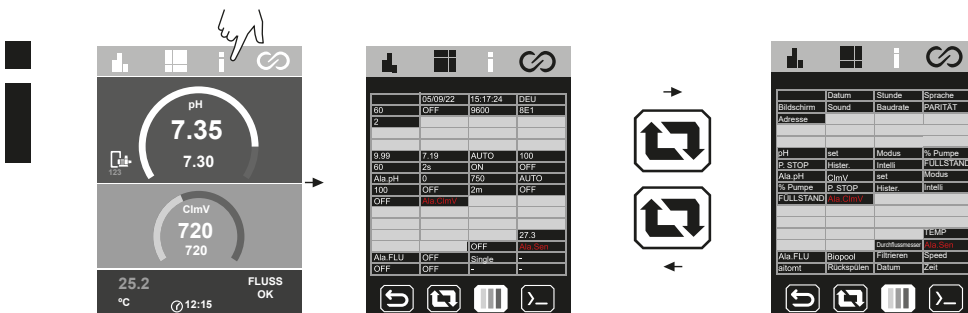 pH
7.35
7.30
123
ClmV
720
720
25.2
ºC
12:15
FLUSS
OK
05/09/22 15:17:24 DEU
60 OFF 9600 8E1
2
9.99 7.19 AUTO 100
60 2s ON OFF
Ala.pH 0 750 AUTO
100 OFF 2m OFF
OFF Ala.ClmV
27.3
OFF Ala.Sen
Ala.FLU OFF Single -
OFF OFF - -
Datum Stunde Sprache
Bildschirm Sound Baudrate PARITÄT
Adresse
pH set Modus % Pumpe
P. STOP Hister. Intelli FULLSTAND
Ala.pH ClmV set Modus
% Pumpe P. STOP Hister. Intelli
FULLSTAND Ala.ClmV
TEMP
Durchflussmesser Ala.Sen
Ala.FLU Biopool Filtrieren Speed
aitomt Rückspülen Datum Zeit